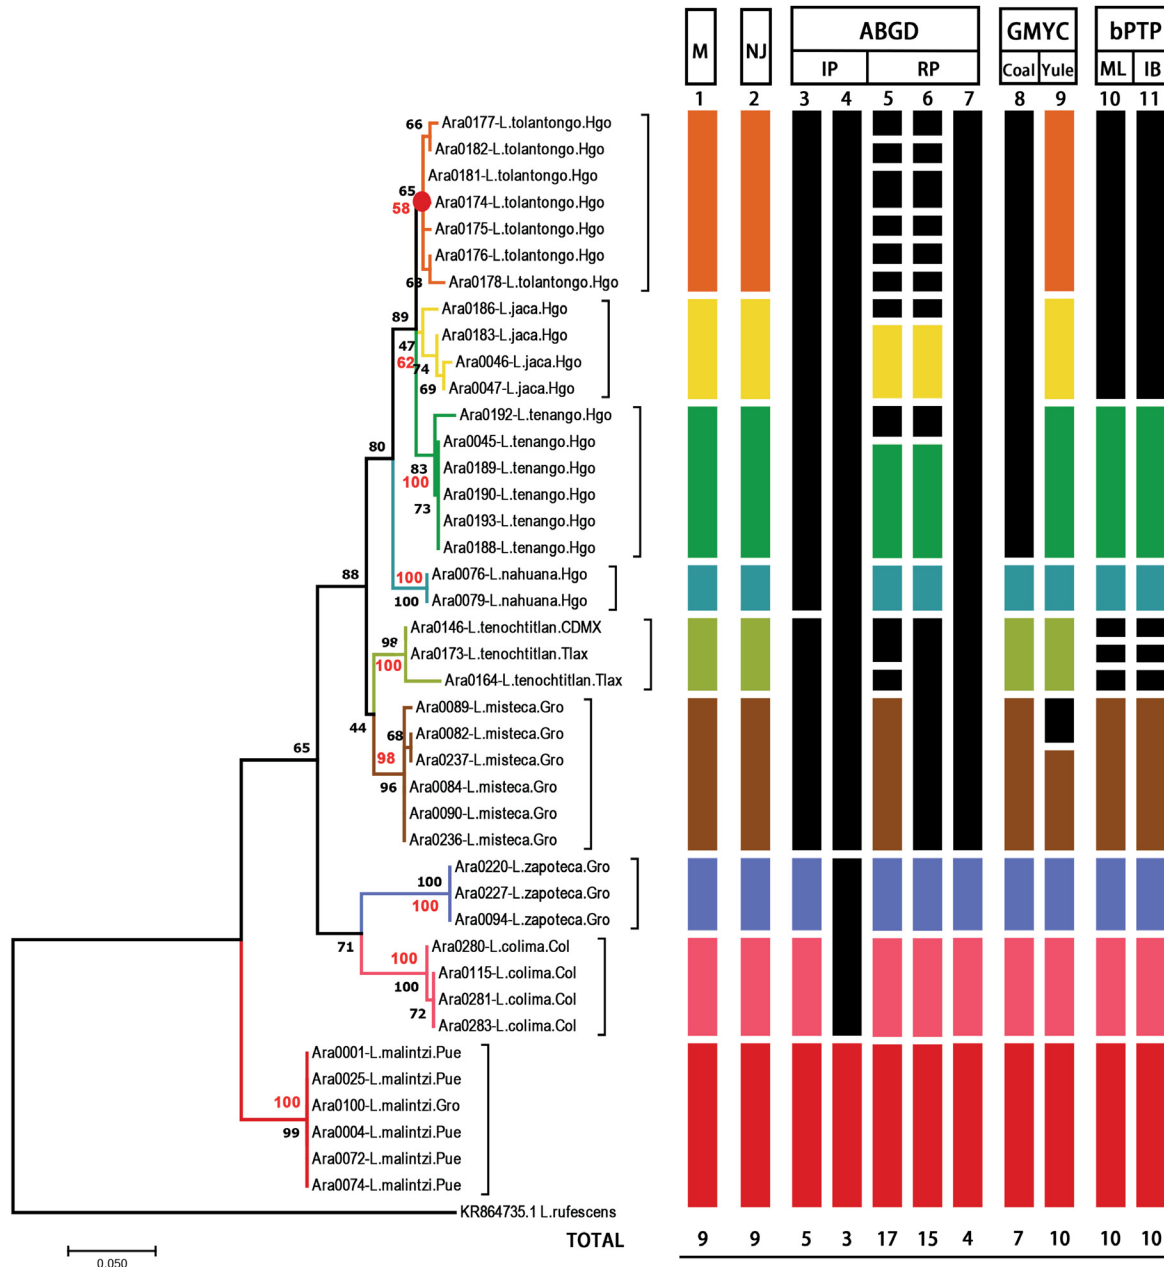 M NJ ABGD GMYC bPTP
IP RP Coal Yule ML IB
1 2 3 4 5 6 7 8 9 10 11
66 Ara0177-L.tolantongo.Hgo
Ara0182-L.tolantongo.Hgo
Ara0181-L.tolantongo.Hgo
65
Ara0174-L.tolantongo.Hgo
58
Ara0175-L.tolantongo.Hgo
Ara0176-L.tolantongo.Hgo
68 Ara0178-L.tolantongo.Hgo
Ara0186-L.jaca.Hgo
89
Ara0183-L.jaca.Hgo
47
62 Ara0046-L.jaca.Hgo
74
69 Ara0047-L.jaca.Hgo
Ara0192-L.tenango.Hgo
Ara0045-L.tenango.Hgo
80
83 Ara0189-L.tenango.Hgo
100
Ara0190-L.tenango.Hgo
73
Ara0193-L.tenango.Hgo
Ara0188-L.tenango.Hgo
88 100 Ara0076-L.nahuana.Hgo
100 Ara0079-L.nahuana.Hgo
Ara0146-L.tenochtitlan.CDMX
98
Ara0173-L.tenochtitlan.Tlax
100
Ara0164-L.tenochtitlan.Tlax
Ara0089-L.misteca.Gro
44
68 Ara0082-L.misteca.Gro
65 98 Ara0237-L.misteca.Gro
96 Ara0084-L.misteca.Gro
Ara0090-L.misteca.Gro
Ara0236-L.misteca.Gro
Ara0220-L.zapoteca.Gro
100
Ara0227-L.zapoteca.Gro
100
Ara0094-L.zapoteca.Gro
71 Ara0280-L.colima.Col
100
Ara0115-L.colima.Col
100
Ara0281-L.colima.Col
72
Ara0283-L.colima.Col
Ara0001-L.malintzi.Pue
Ara0025-L.malintzi.Pue
100 Ara0100-L.malintzi.Gro
99 Ara0004-L.malintzi.Pue
Ara0072-L.malintzi.Pue
Ara0074-L.malintzi.Pue
KR864735.1 L.rufescens
TOTAL 9 9 5 3 17 15 4 7 10 10 10
0.050